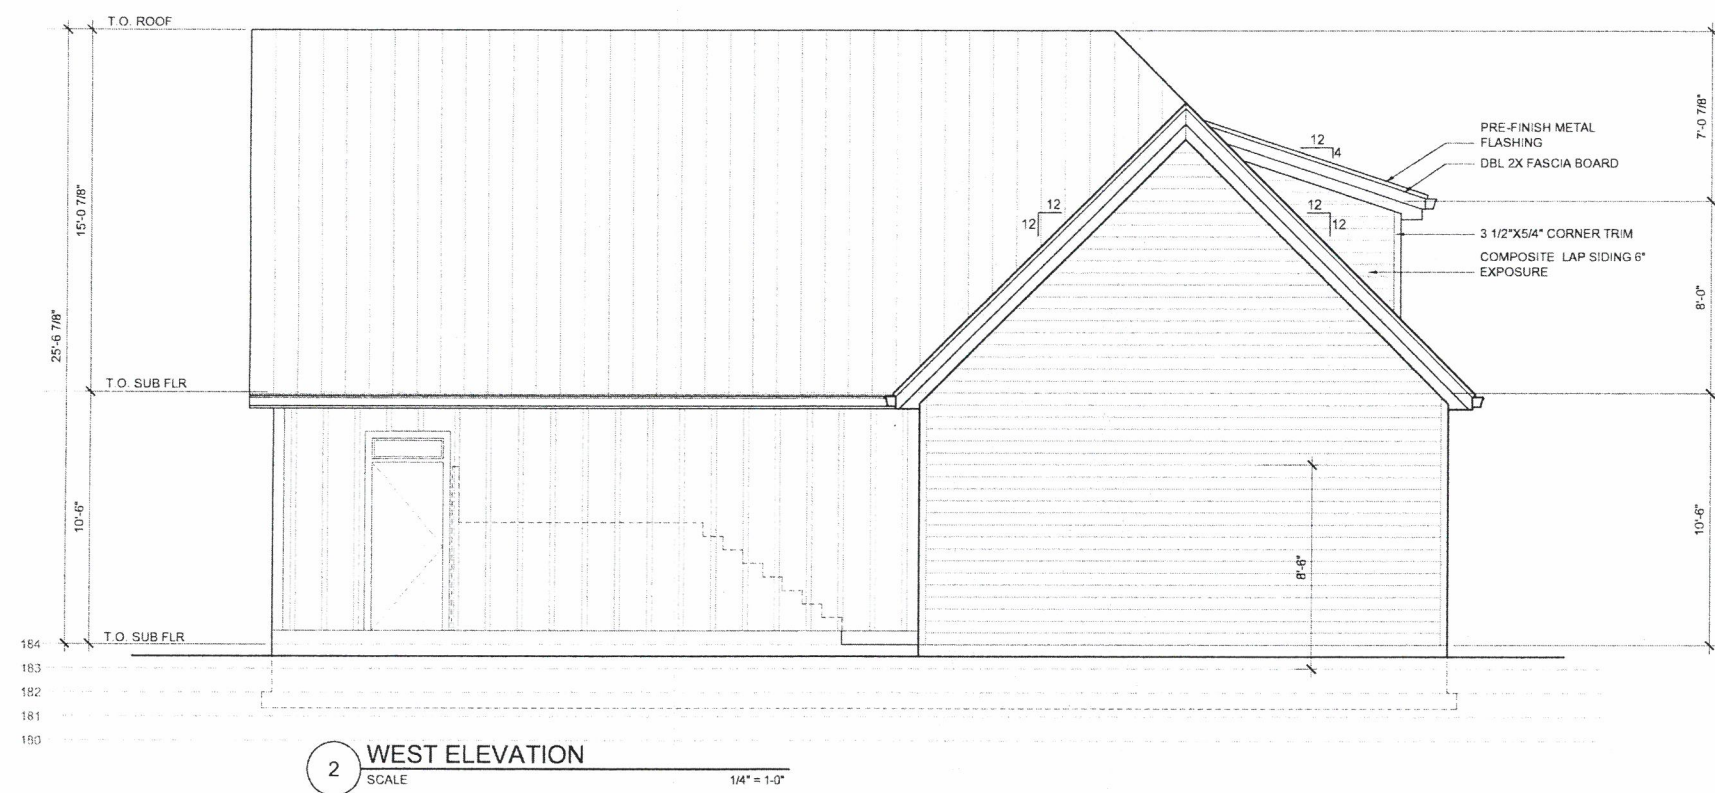 T.O. ROOF
PRE-FINISH METAL
FLASHING
DBL 2X FASCIA BOARD
12
4
7'-0 7/8"
15'-0 7/8"
12
12
12
12
3 1/2"X5/4" CORNER TRIM
COMPOSITE LAP SIDING 6"
EXPOSURE
8'-0"
25'-6 7/8"
T.O. SUB FLR
10'-6"
10'-6"
8'-6"
T.O. SUB FLR
184
183
182
181
180
2
WEST ELEVATION
SCALE
1/4" = 1-0"